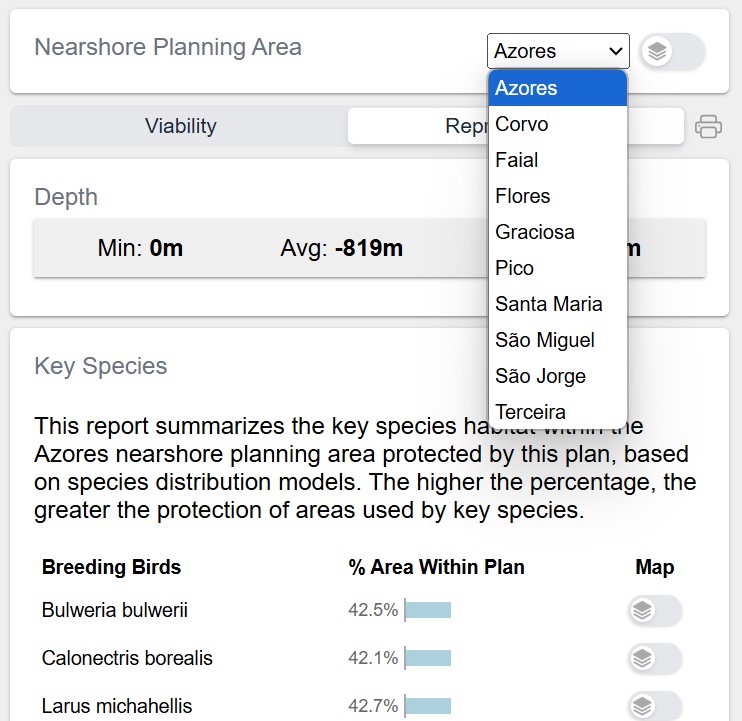 Nearshore Planning Area
Azores
Azores
Corvo
Faial
Flores
Graciosa
Pico
Santa Maria
São Miguel
São Jorge
Terceira
Viability
Repr
Depth
Min: 0m
Avg: -819m
m
Key Species
This report summarizes the key species habitat within the
Azores nearshore planning area protected by this plan, based
on species distribution models. The higher the percentage, the
greater the protection of areas used by key species.
Breeding Birds % Area Within Plan Map
Bulweria bulwerii 42.5%
Calonectris borealis 42.1%
Larus michahellis 42.7%